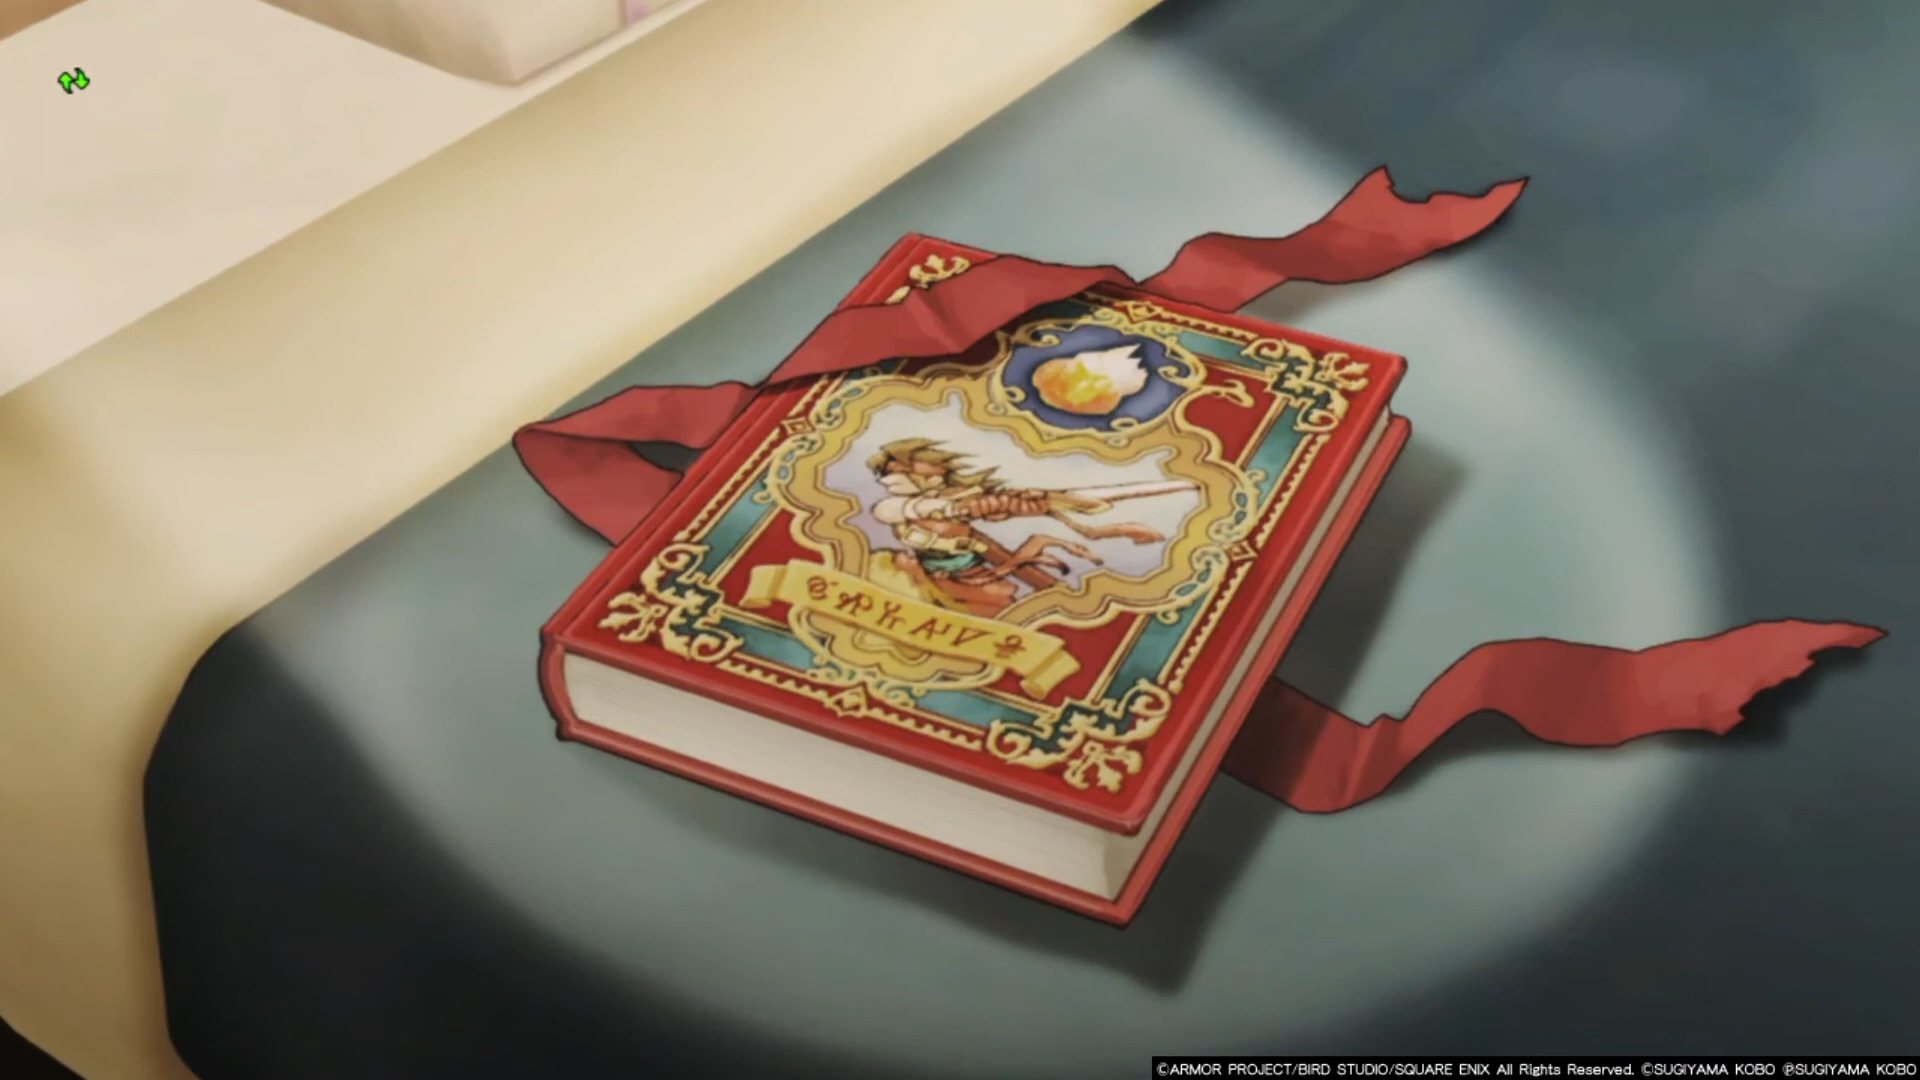 ©ARMOR PROJECT/BIRD STUDIO/SQUARE ENIX All Rights Reserved. ©SUGIYAMA KOBO ℗SUGIYAMA KOBO